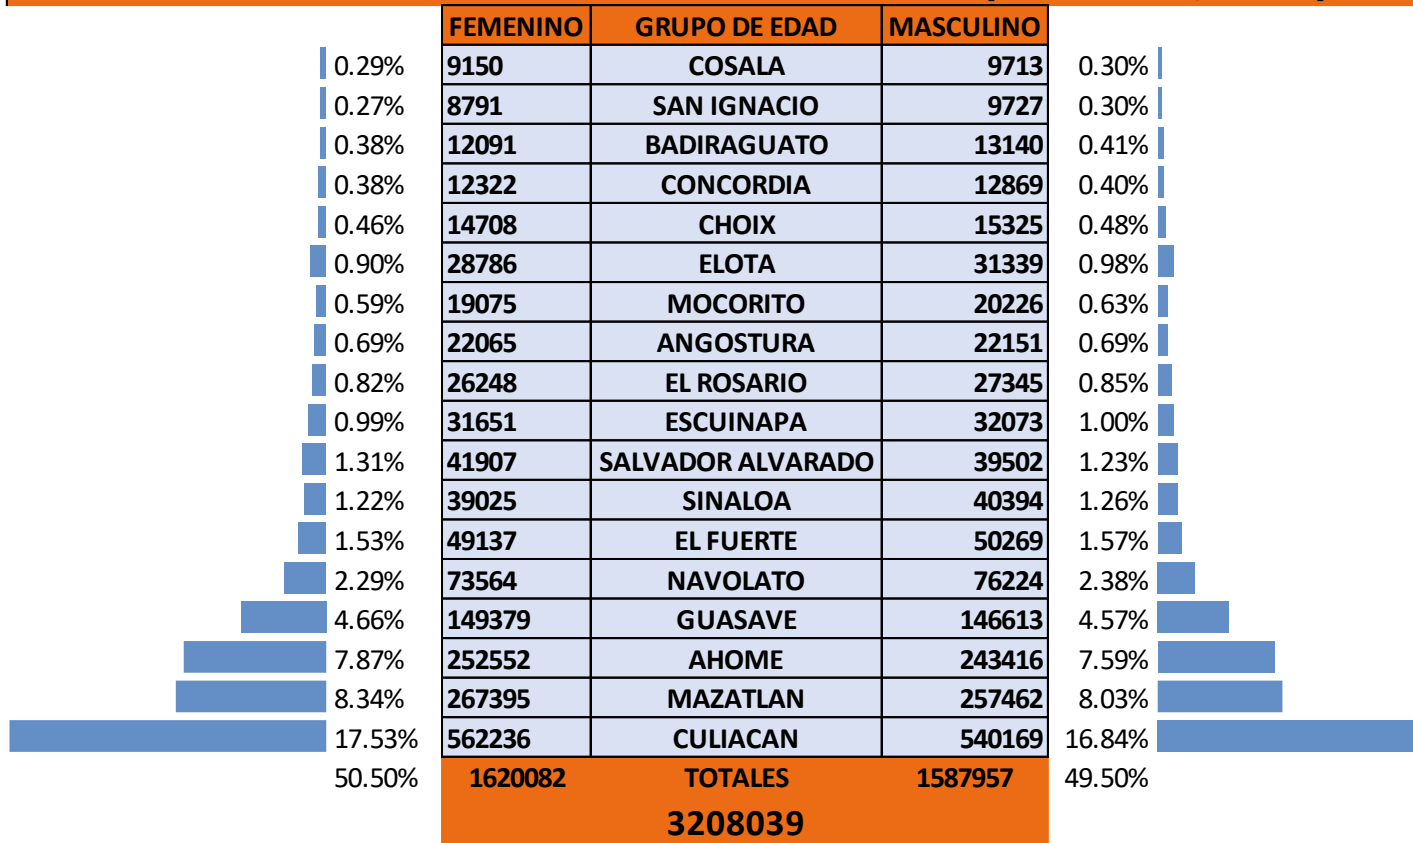 FEMENINO GRUPO DE EDAD MASCULINO
0.29% 9150 COSALA 9713 0.30%
0.27% 8791 SAN IGNACIO 9727 0.30%
0.38% 12091 BADIRAGUATO 13140 0.41%
0.38% 12322 CONCORDIA 12869 0.40%
0.46% 14708 CHOIX 15325 0.48%
0.90% 28786 ELOTA 31339 0.98%
0.59% 19075 MOCORITO 20226 0.63%
0.69% 22065 ANGOSTURA 22151 0.69%
0.82% 26248 EL ROSARIO 27345 0.85%
0.99% 31651 ESCUINAPA 32073 1.00%
1.31% 41907 SALVADOR ALVARADO 39502 1.23%
1.22% 39025 SINALOA 40394 1.26%
1.53% 49137 EL FUERTE 50269 1.57%
2.29% 73564 NAVOLATO 76224 2.38%
4.66% 149379 GUASAVE 146613 4.57%
7.87% 252552 AHOME 243416 7.59%
8.34% 267395 MAZATLAN 257462 8.03%
17.53% 562236 CULIACAN 540169 16.84%
50.50% 1620082 TOTALES 1587957 49.50%
3208039